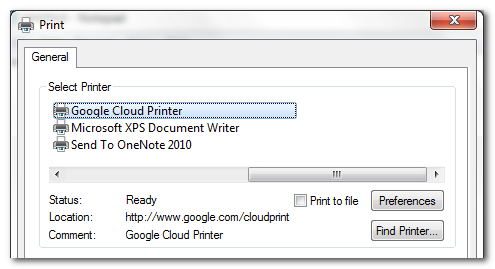 Print
General
Select Printer
Google Cloud Printer
Microsoft XPS Document Writer
Send To OneNote 2010
Status: Ready
Print to file
Preferences
Location: http://www.google.com/cloudprint
Comment: Google Cloud Printer
Find Printer...